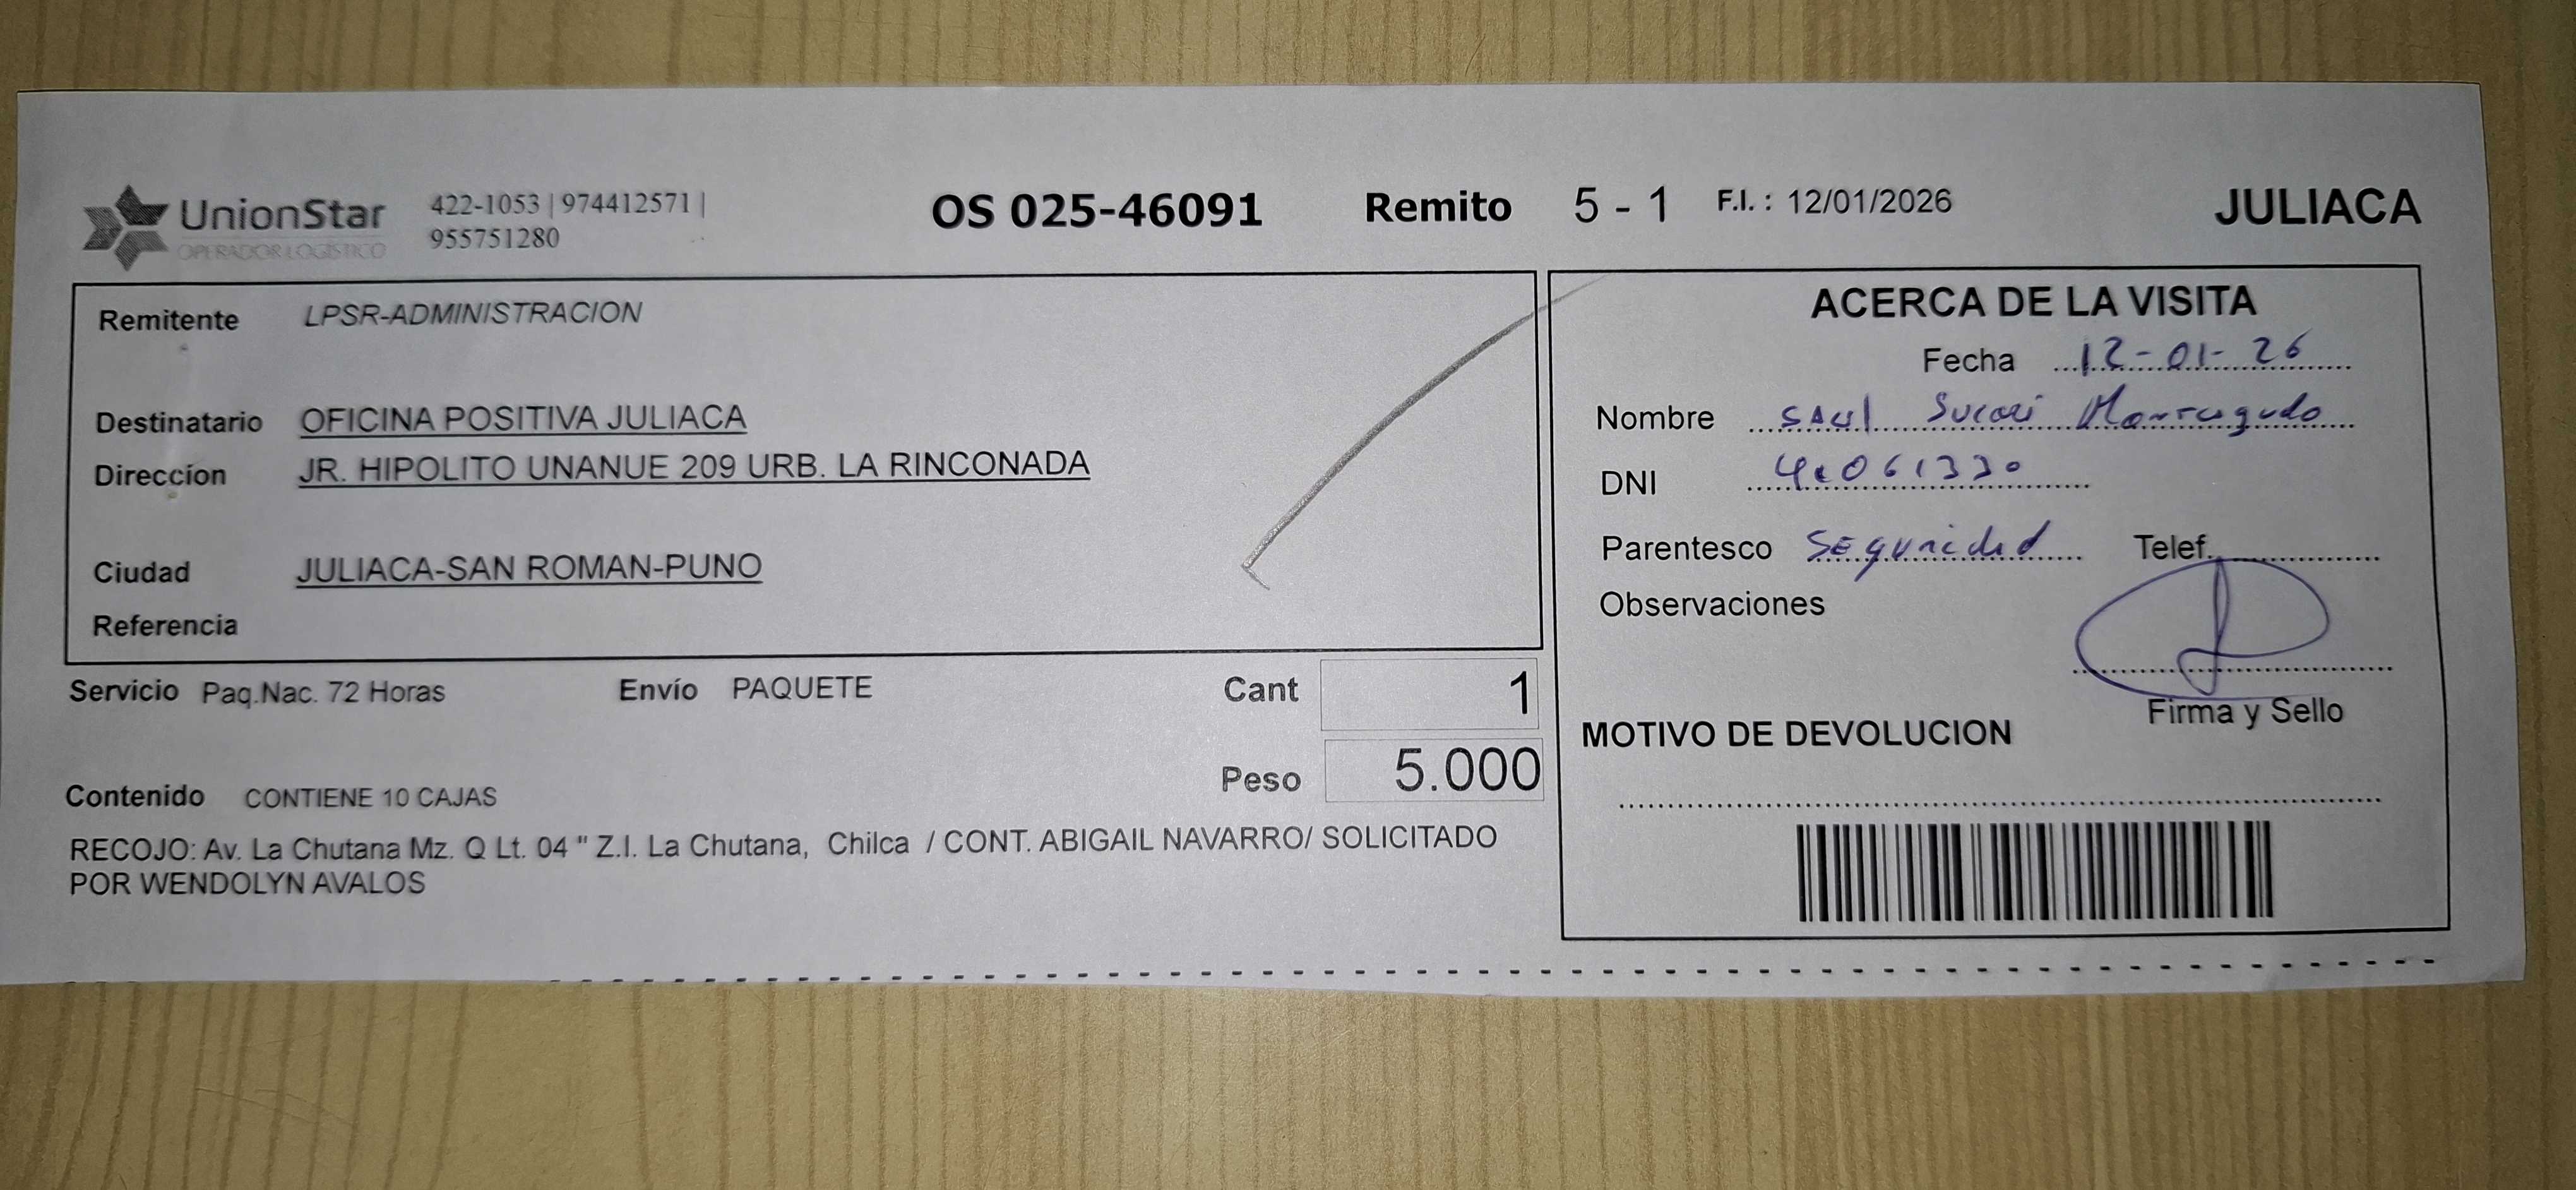 UnionStar
OPERADOR LOGISTICO
422-1053 | 974412571 |
955751280
OS 025-46091 Remito 5 - 1 F.I. : 12/01/2026 JULIACA
Remitente LPSR-ADMINISTRACION
Destinatario OFICINA POSITIVA JULIACA
Direccion JR. HIPOLITO UNANUE 209 URB. LA RINCONADA
Ciudad JULIACA-SAN ROMAN-PUNO
Referencia
Servicio Paq.Nac. 72 Horas Envío PAQUETE Cant 1
Peso 5.000
Contenido CONTIENE 10 CAJAS
RECOJO: Av. La Chutana Mz. Q Lt. 04 " Z.I. La Chutana, Chilca / CONT. ABIGAIL NAVARRO/ SOLICITADO
POR WENDOLYN AVALOS
ACERCA DE LA VISITA
Fecha 12-01-26
Nombre SAUL Sucari
DNI
Parentesco Seguridad Telef.
Observaciones
Firma y Sello
MOTIVO DE DEVOLUCION